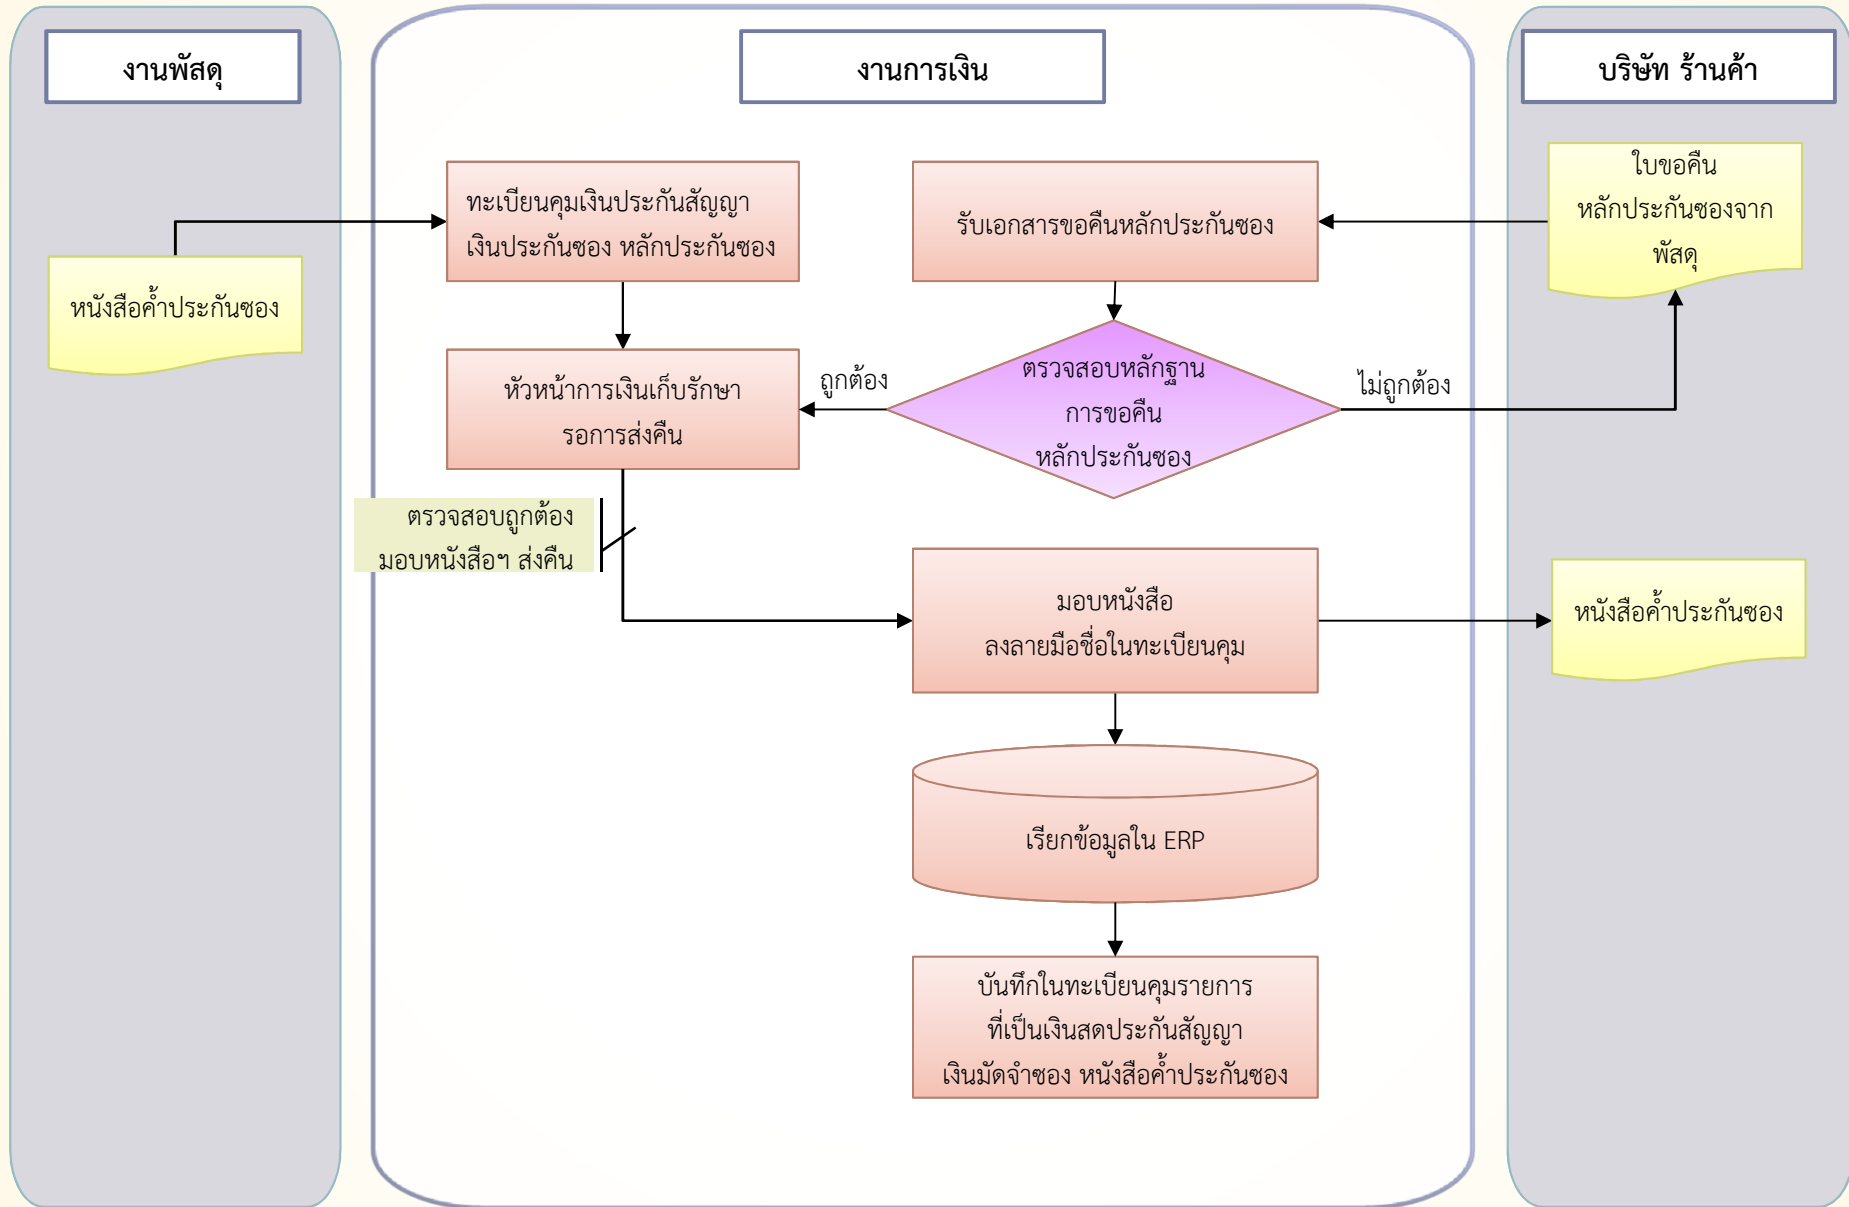 งานพัสดุ
งานการเงิน
บริษัท ร้านค้า
หนังสือค้ำประกันซอง
ทะเบียนคุมเงินประกันสัญญา
เงินประกันซอง หลักประกันซอง
รับเอกสารขอคืนหลักประกันซอง
ใบขอคืน
หลักประกันซองจาก
พัสดุ
หัวหน้าการเงินเก็บรักษา
รอการส่งคืน
ถูกต้อง
ตรวจสอบหลักฐาน
การขอคืน
หลักประกันซอง
ไม่ถูกต้อง
ตรวจสอบถูกต้อง
มอบหนังสือฯ ส่งคืน
มอบหนังสือ
ลงลายมือชื่อในทะเบียนคุม
หนังสือค้ำประกันซอง
เรียกข้อมูลใน ERP
บันทึกในทะเบียนคุมรายการ
ที่เป็นเงินสดประกันสัญญา
เงินมัดจำซอง หนังสือค้ำประกันซอง